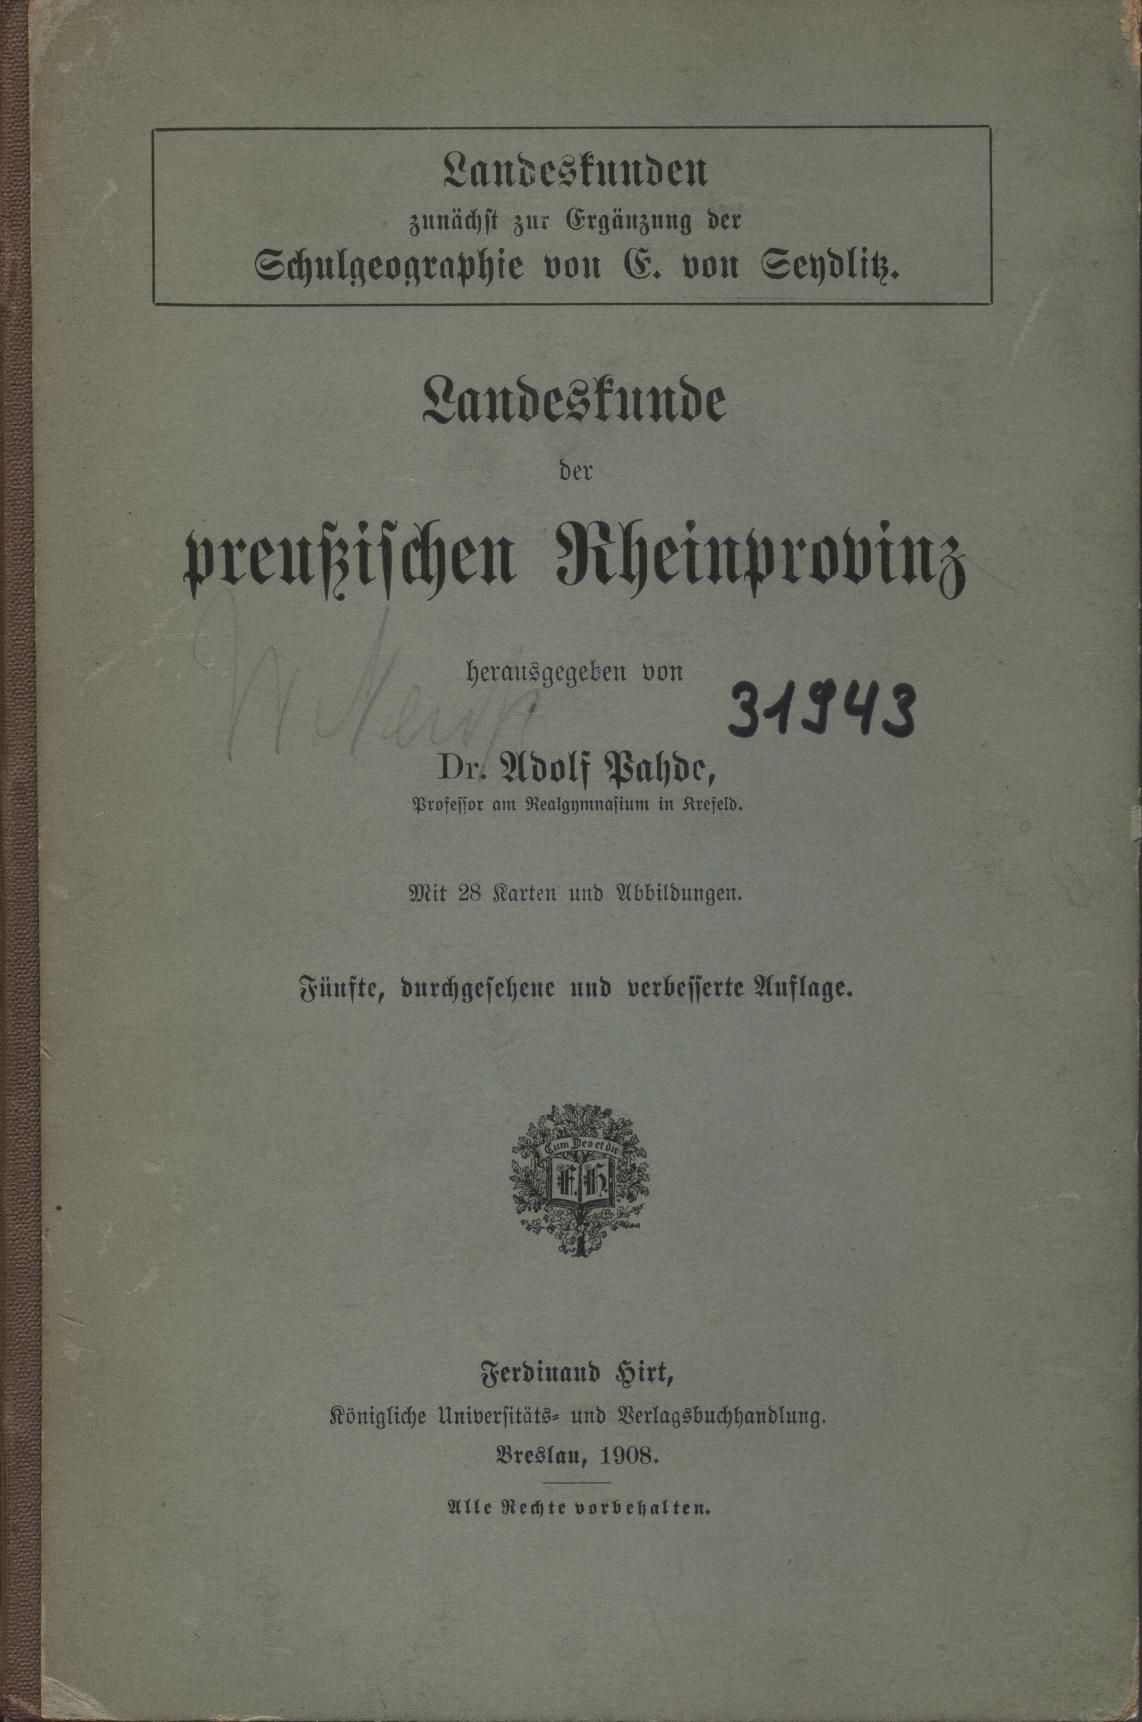 Landeskunden
zunächst zur Ergänzung der
Schulgeographie von E. von Seydlitz.
Landeskunde
der
preußischen Rheinprovinz
herausgegeben von
31943
Dr. Adolf Pahde,
Professor am Realgymnasium in Krefeld.
Mit 28 Karten und Abbildungen.
Fünfte, durchgesehene und verbesserte Auflage.
Cum Deo et die
F. H.
Ferdinand Hirt,
Königliche Universitäts- und Verlagsbuchhandlung.
Breslau, 1908.
Alle Rechte vorbehalten.